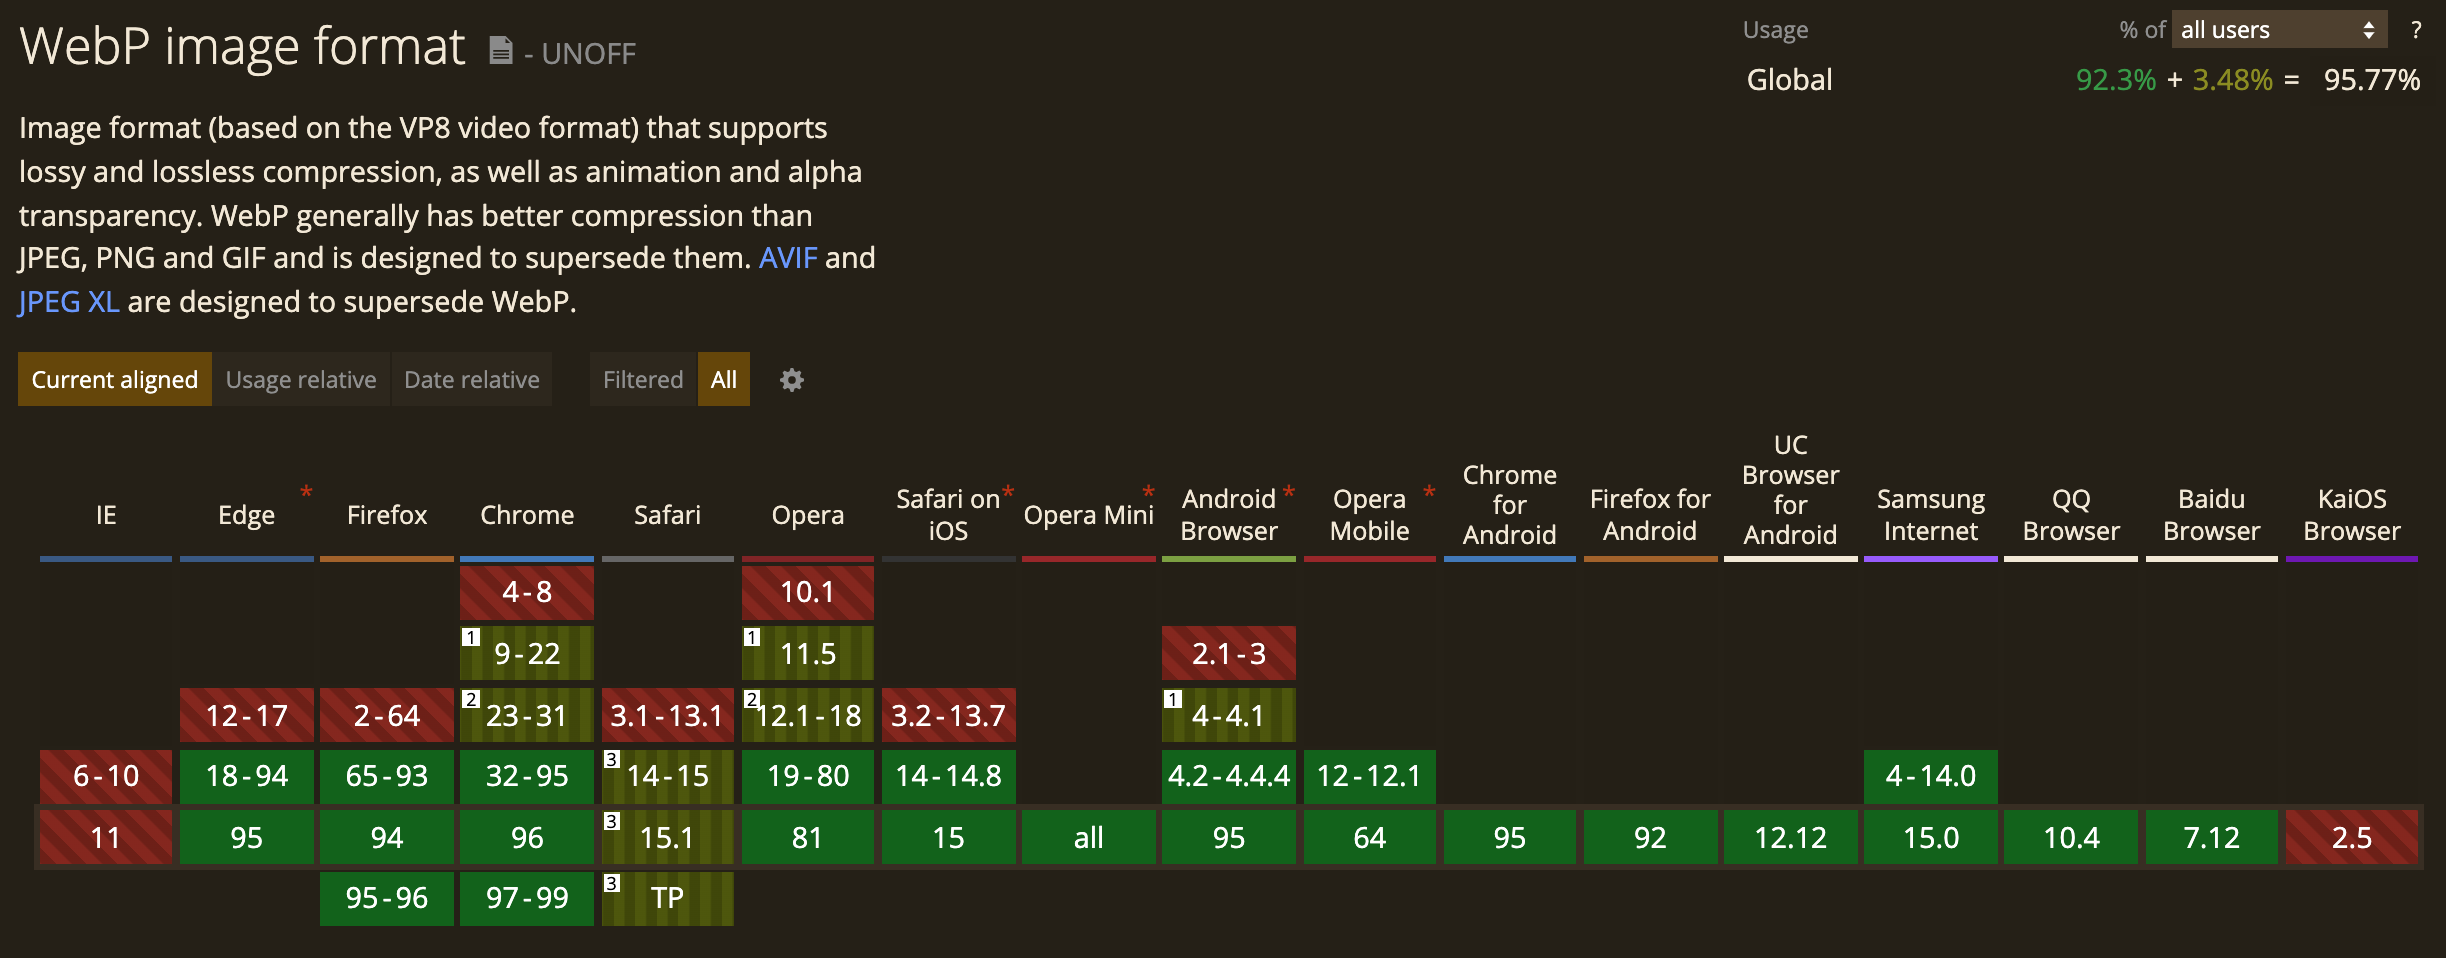 WebP image format - UNOFF
Usage % of all users ?
Global 92.3% + 3.48% = 95.77%
Image format (based on the VP8 video format) that supports
lossy and lossless compression, as well as animation and alpha
transparency. WebP generally has better compression than
JPEG, PNG and GIF and is designed to supersede them. AVIF and
JPEG XL are designed to supersede WebP.
Current aligned Usage relative Date relative Filtered All
IE
Edge *
Firefox
Chrome
Safari
Opera
Safari on *
iOS
Opera Mini *
Android *
Browser
Opera *
Mobile
Chrome
for
Android
Firefox for
Android
UC
Browser
for
Android
Samsung
Internet
QQ
Browser
Baidu
Browser
KaiOS
Browser
4-8 10.1
1 9-22 1 11.5 2.1-3
12-17 2-64 2 23-31 3.1-13.1 2 12.1-18 3.2-13.7 1 4-4.1
6-10 18-94 65-93 32-95 3 14-15 19-80 14-14.8 4.2-4.4.4 12-12.1 4-14.0
11 95 94 96 3 15.1 81 15 all 95 64 95 92 12.12 15.0 10.4 7.12 2.5
95-96 97-99 3 TP